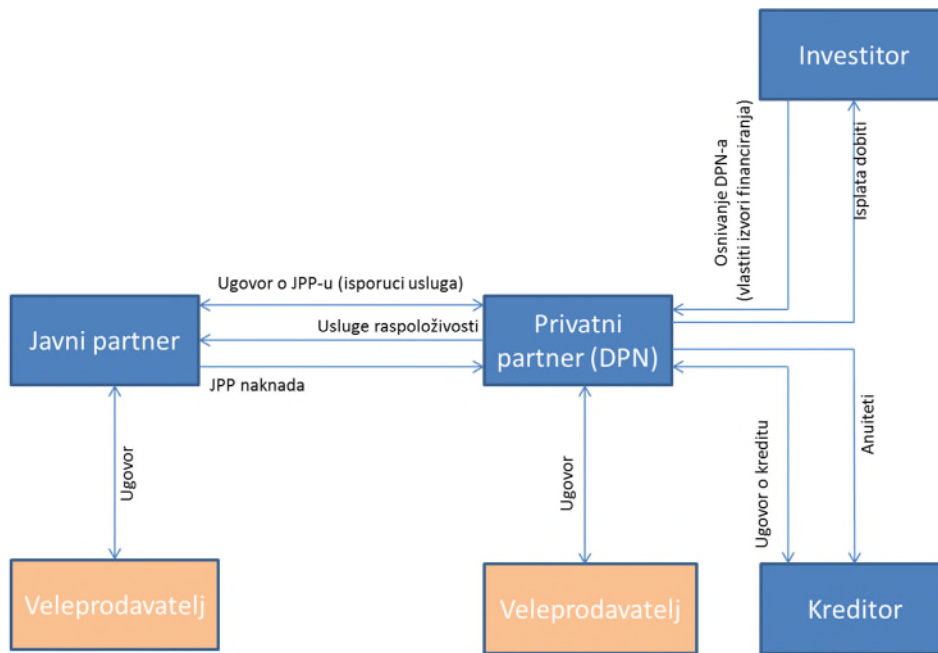 Investitor
Osnivanje DPN-a
(vlastiti izvori financiranja)
Isplata dobiti
Ugovor o JPP-u (isporuci usluga)
Javni partner
Usluge raspoloživosti
Privatni
partner (DPN)
JPP naknada
Ugovor
Ugovor
Ugovor o kreditu
Anuiteti
Veleprodavatelj
Veleprodavatelj
Kreditor